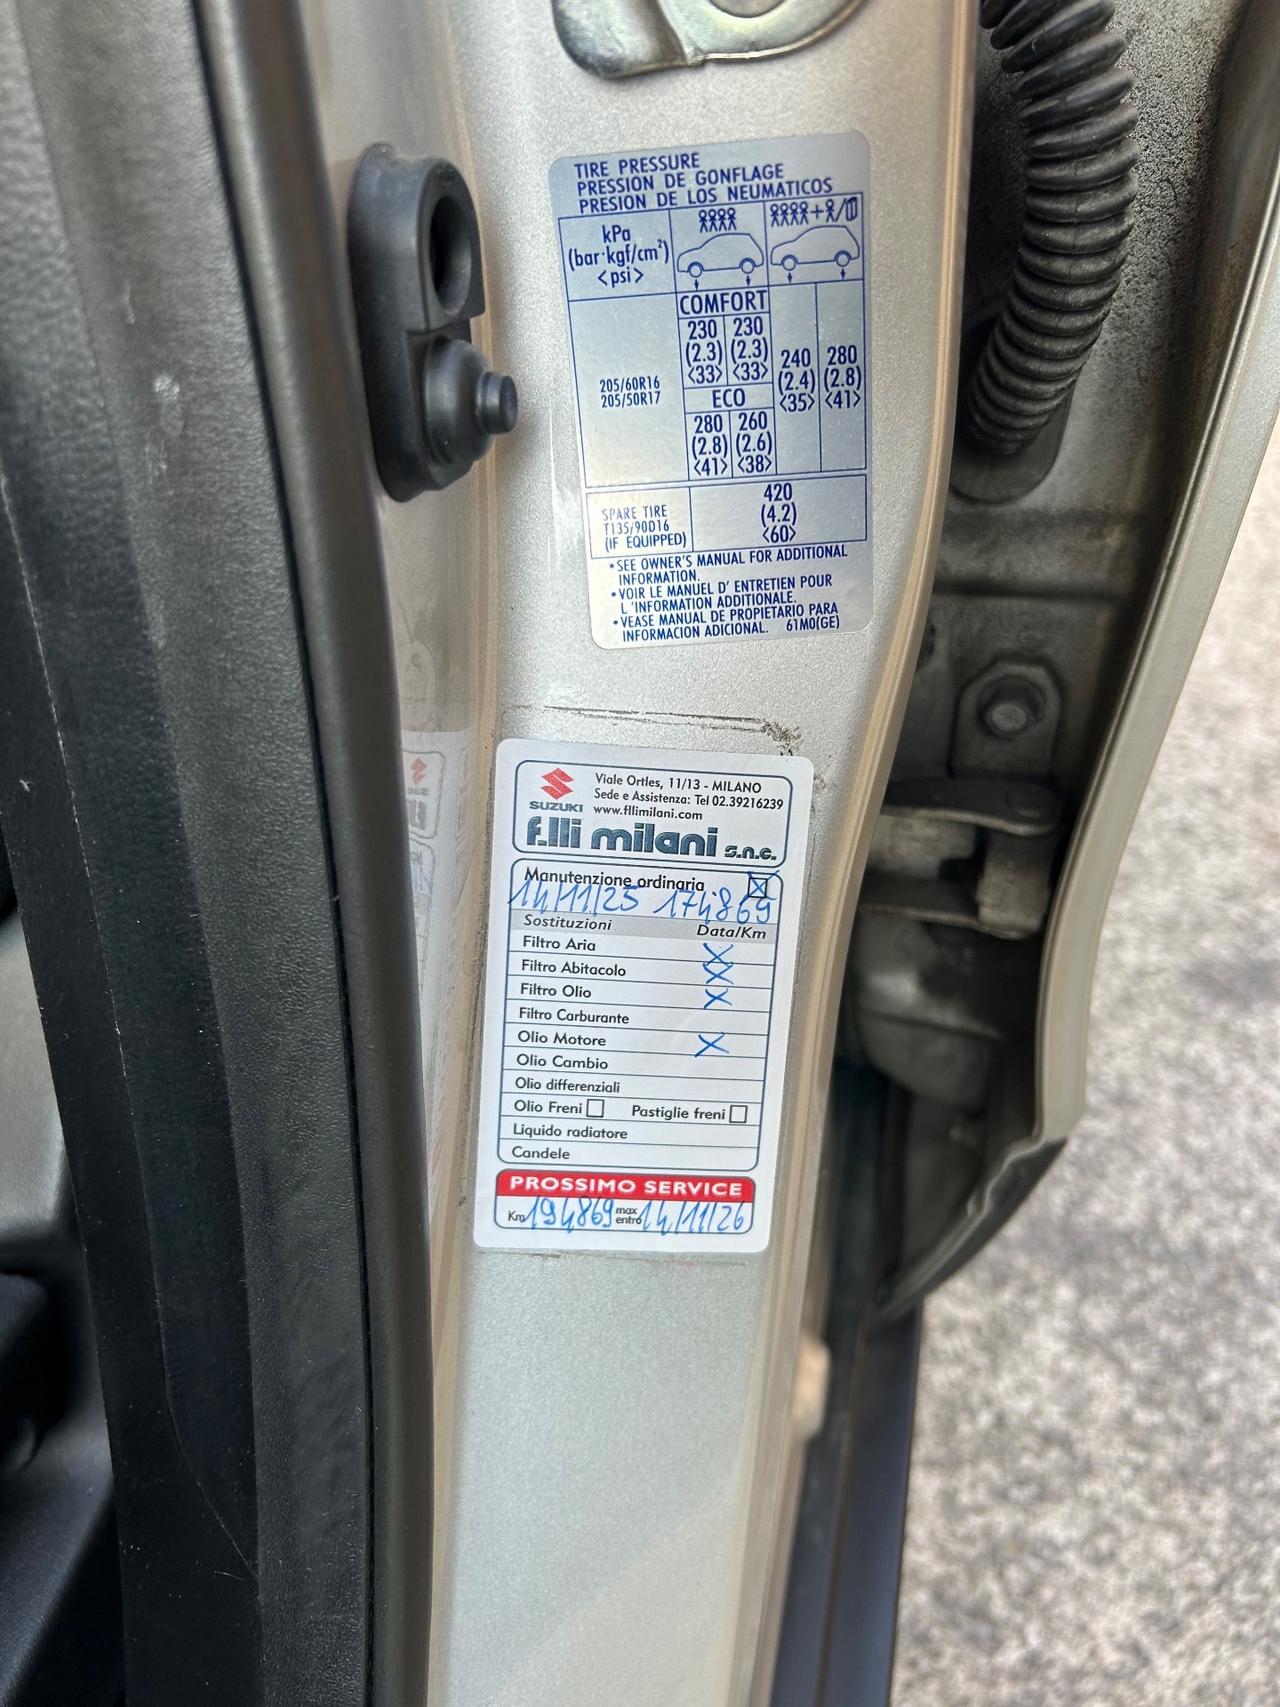 TIRE PRESSURE
PRESSION DE GONFLAGE
PRESION DE LOS NEUMATICOS
kPa
(bar·kgf/cm²)
<psi>
+ /
COMFORT
230 230
(2.3) (2.3)
<33> <33>
205/60R16
205/50R17
ECO
280 260
(2.8) (2.6)
<41> <38>
240 280
(2.4) (2.8)
<35> <41>
SPARE TIRE
T135/90D16
(IF EQUIPPED)
420
(4.2)
<60>
•SEE OWNER'S MANUAL FOR ADDITIONAL
INFORMATION.
•VOIR LE MANUEL D' ENTRETIEN POUR
L 'INFORMATION ADDITIONALE.
•VEASE MANUAL DE PROPIETARIO PARA
INFORMACION ADICIONAL. 61M0(GE)
SUZUKI
Viale Ortles, 11/13 - MILANO
Sede e Assistenza: Tel 02.39216239
www.fllimilani.com
f.lli milani s.n.c.
Manutenzione ordinaria X
14/11/25 174869
Sostituzioni Data/Km
Filtro Aria X
Filtro Abitacolo X
Filtro Olio X
Filtro Carburante
Olio Motore X
Olio Cambio
Olio differenziali
Olio Freni Pastiglie freni
Liquido radiatore
Candele
PROSSIMO SERVICE
Km 194869 max entro 14/11/26